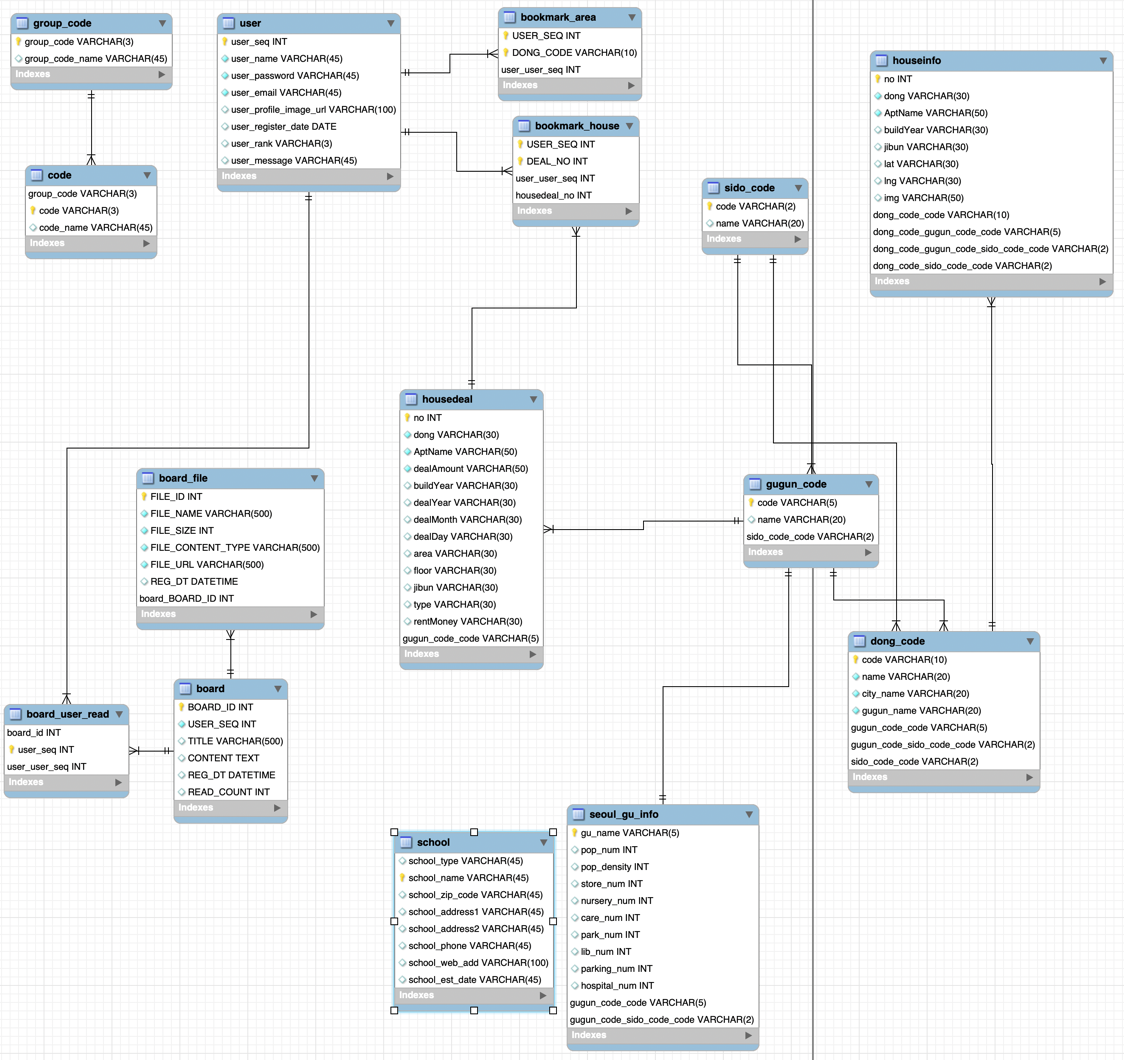 group_code
group_code VARCHAR(3)
group_code_name VARCHAR(45)
Indexes
code
group_code VARCHAR(3)
code VARCHAR(3)
code_name VARCHAR(45)
Indexes
user
user_seq INT
user_name VARCHAR(45)
user_password VARCHAR(45)
user_email VARCHAR(45)
user_profile_image_url VARCHAR(100)
user_register_date DATE
user_rank VARCHAR(3)
user_message VARCHAR(45)
Indexes
bookmark_area
USER_SEQ INT
DONG_CODE VARCHAR(10)
user_user_seq INT
Indexes
bookmark_house
USER_SEQ INT
DEAL_NO INT
user_user_seq INT
housedeal_no INT
Indexes
sido_code
code VARCHAR(2)
name VARCHAR(20)
Indexes
houseinfo
no INT
dong VARCHAR(30)
AptName VARCHAR(50)
buildYear VARCHAR(30)
jibun VARCHAR(30)
lat VARCHAR(30)
lng VARCHAR(30)
img VARCHAR(50)
dong_code_code VARCHAR(10)
dong_code_gugun_code_code VARCHAR(5)
dong_code_gugun_code_sido_code_code VARCHAR(2)
dong_code_sido_code_code VARCHAR(2)
Indexes
housedeal
no INT
dong VARCHAR(30)
AptName VARCHAR(50)
dealAmount VARCHAR(50)
buildYear VARCHAR(30)
dealYear VARCHAR(30)
dealMonth VARCHAR(30)
dealDay VARCHAR(30)
area VARCHAR(30)
floor VARCHAR(30)
jibun VARCHAR(30)
type VARCHAR(30)
rentMoney VARCHAR(30)
gugun_code_code VARCHAR(5)
Indexes
gugun_code
code VARCHAR(5)
name VARCHAR(20)
sido_code_code VARCHAR(2)
Indexes
board_file
FILE_ID INT
FILE_NAME VARCHAR(500)
FILE_SIZE INT
FILE_CONTENT_TYPE VARCHAR(500)
FILE_URL VARCHAR(500)
REG_DT DATETIME
board_BOARD_ID INT
Indexes
board_user_read
board_id INT
user_seq INT
user_user_seq INT
Indexes
board
BOARD_ID INT
USER_SEQ INT
TITLE VARCHAR(500)
CONTENT TEXT
REG_DT DATETIME
READ_COUNT INT
Indexes
dong_code
code VARCHAR(10)
name VARCHAR(20)
city_name VARCHAR(20)
gugun_name VARCHAR(20)
gugun_code_code VARCHAR(5)
gugun_code_sido_code_code VARCHAR(2)
sido_code_code VARCHAR(2)
Indexes
school
school_type VARCHAR(45)
school_name VARCHAR(45)
school_zip_code VARCHAR(45)
school_address1 VARCHAR(45)
school_address2 VARCHAR(45)
school_phone VARCHAR(45)
school_web_add VARCHAR(100)
school_est_date VARCHAR(45)
Indexes
seoul_gu_info
gu_name VARCHAR(5)
pop_num INT
pop_density INT
store_num INT
nursery_num INT
care_num INT
park_num INT
lib_num INT
parking_num INT
hospital_num INT
gugun_code_code VARCHAR(5)
gugun_code_sido_code_code VARCHAR(2)
Indexes